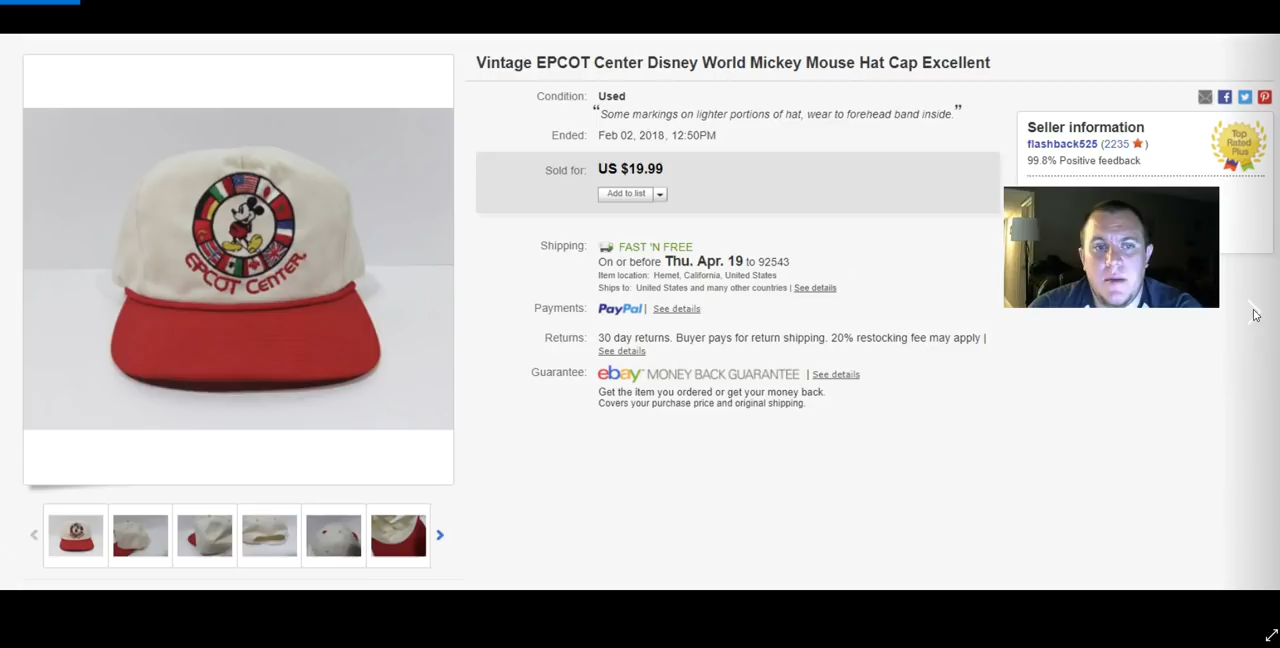 Vintage EPCOT Center Disney World Mickey Mouse Hat Cap Excellent
Condition: Used
“Some markings on lighter portions of hat, wear to forehead band inside.”
Ended: Feb 02, 2018, 12:50PM
Sold for: US $19.99
Add to list
Seller information
flashback525 (2235 )
99.8% Positive feedback
Top
Rated
Plus
EPCOT CENTER
Shipping: FAST 'N FREE
On or before Thu. Apr. 19 to 92543
Item location: Hemet, California, United States
Ships to: United States and many other countries | See details
Payments: PayPal | See details
Returns: 30 day returns. Buyer pays for return shipping. 20% restocking fee may apply |
See details
Guarantee: ebay MONEY BACK GUARANTEE | See details
Get the item you ordered or get your money back.
Covers your purchase price and original shipping.